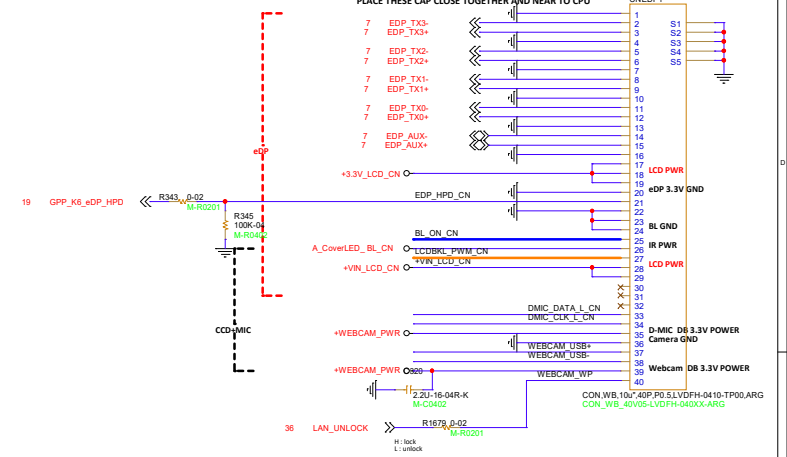 PLACE THESE CAP CLOSE TOGETHER AND NEAR TO CPU
7 EDP_TX3-
7 EDP_TX3+
7 EDP_TX2-
7 EDP_TX2+
7 EDP_TX1-
7 EDP_TX1+
7 EDP_TX0-
7 EDP_TX0+
7 EDP_AUX-
7 EDP_AUX+
eDP
+3.3V_LCD_CN
19 GPP_K6_eDP_HPD
R343 0-02
M-R0201
EDP_HPD_CN
R345
100K-04
M-R0402
BL_ON_CN
A_CoverLED_BL_CN
LCDBKL_PWM_CN
+VIN_LCD_CN
+VIN_LCD_CN
CCD+MIC
DMIC_DATA_L_CN
DMIC_CLK_L_CN
+WEBCAM_PWR
WEBCAM_USB+
WEBCAM_USB-
+WEBCAM_PWR
WEBCAM_WP
2.2U-16-04R-K
M-C0402
36 LAN_UNLOCK
R1679 0-02
M-R0201
H : lock
L : unlock
1
2
3
4
5
6
7
8
9
10
11
12
13
14
15
16
17
18
19
20
21
22
23
24
25
26
27
28
29
30
31
32
33
34
35
36
37
38
39
40
S1
S2
S3
S4
S5
LCD PWR
eDP 3.3V GND
BL GND
IR PWR
LCD PWR
D-MIC DB 3.3V POWER
Camera GND
Webcam DB 3.3V POWER
CON,WB,10u",40P,P0.5,LVDFH-0410-TP00,ARG
CON_WB_40V05-LVDFH-040XX-ARG
D